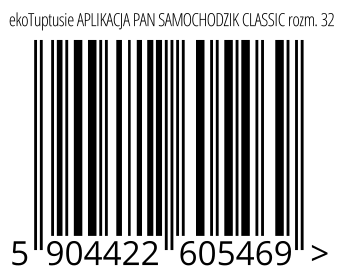 ekoTuptusie APLIKACJA PAN SAMOCHODZIK CLASSIC rozm. 32
5 904422 605469 >